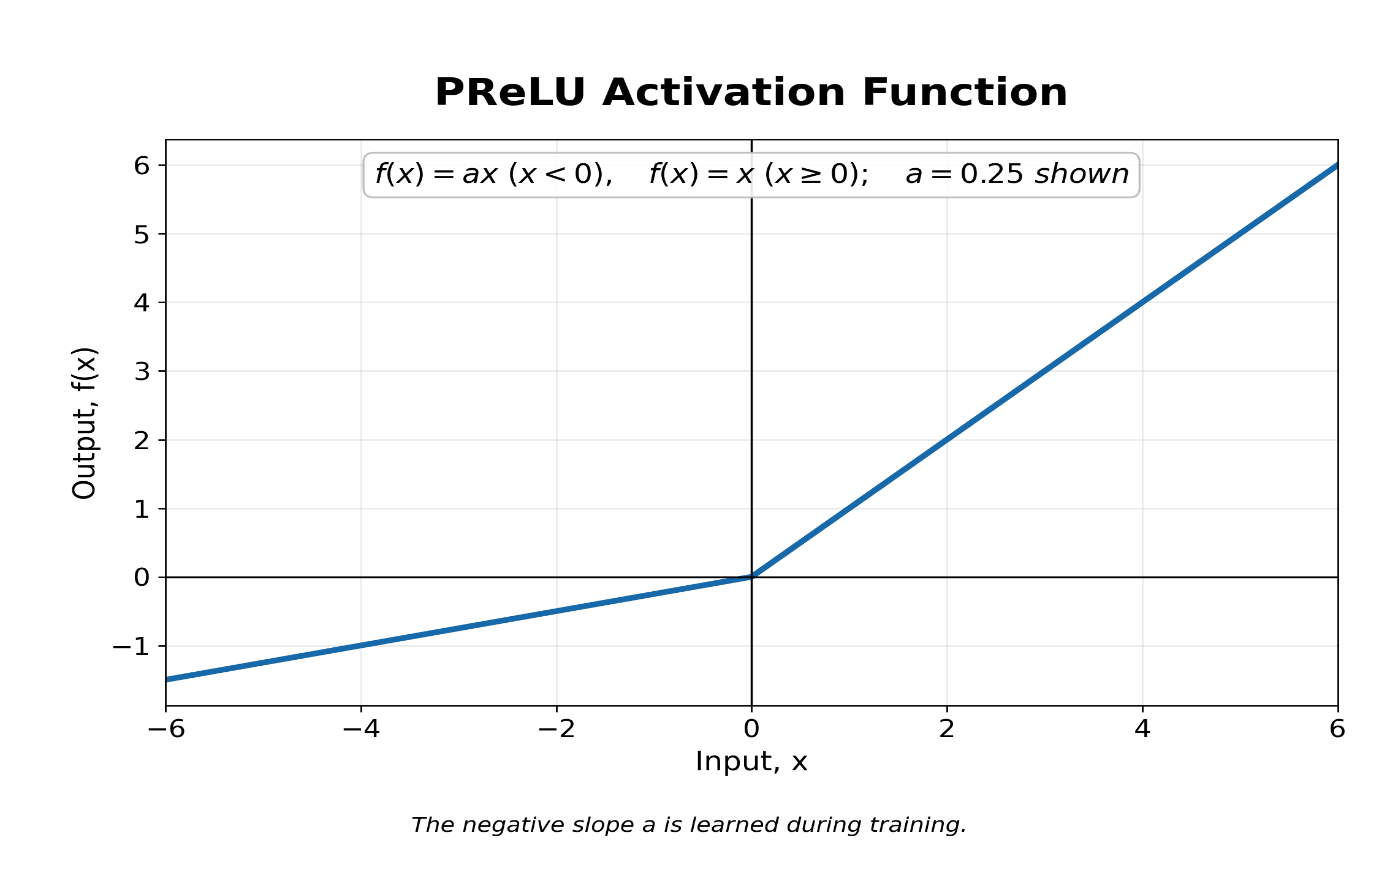 PReLU Activation Function
f(x) = ax (x < 0), f(x) = x (x ≥ 0); a = 0.25 shown
6
5
4
3
2
1
0
−1
Output, f(x)
−6 −4 −2 0 2 4 6
Input, x
The negative slope a is learned during training.